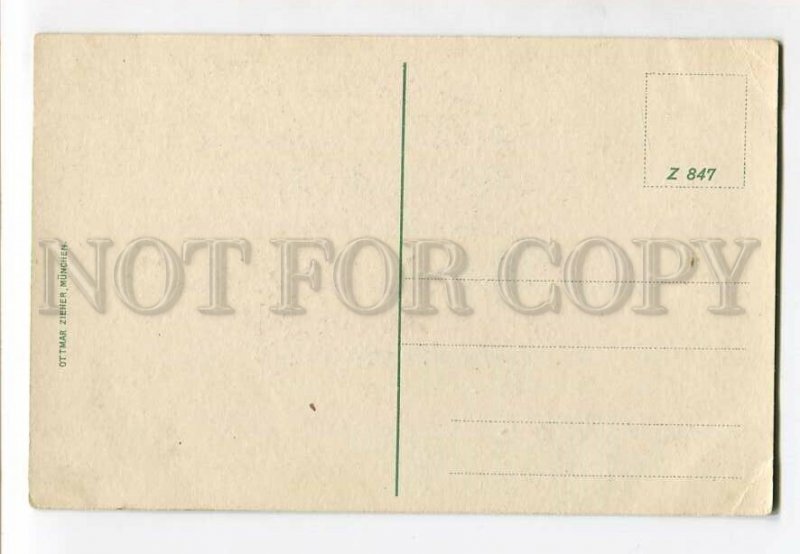 Z 847
NOT FOR COPY
OTTMAR ZIEHER, MÜNCHEN.